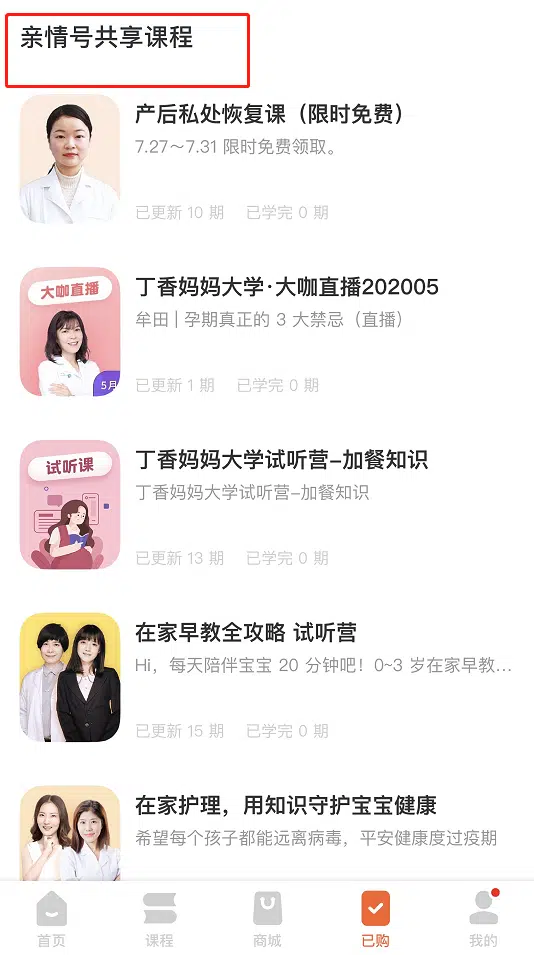 亲情号共享课程
产后私处恢复课（限时免费）
7.27～7.31 限时免费领取。
已更新 10 期 已学完 0 期
大咖直播
5月
丁香妈妈大学·大咖直播202005
牟田 | 孕期真正的 3 大禁忌（直播）
已更新 1 期 已学完 0 期
试听课
丁香妈妈大学试听营–加餐知识
丁香妈妈大学试听营–加餐知识
已更新 13 期 已学完 0 期
在家早教全攻略 试听营
Hi，每天陪伴宝宝 20 分钟吧！0~3 岁在家早教...
已更新 15 期 已学完 0 期
在家护理，用知识守护宝宝健康
希望每个孩子都能远离病毒，平安健康度过疫期
首页 课程 商城 已购 我的